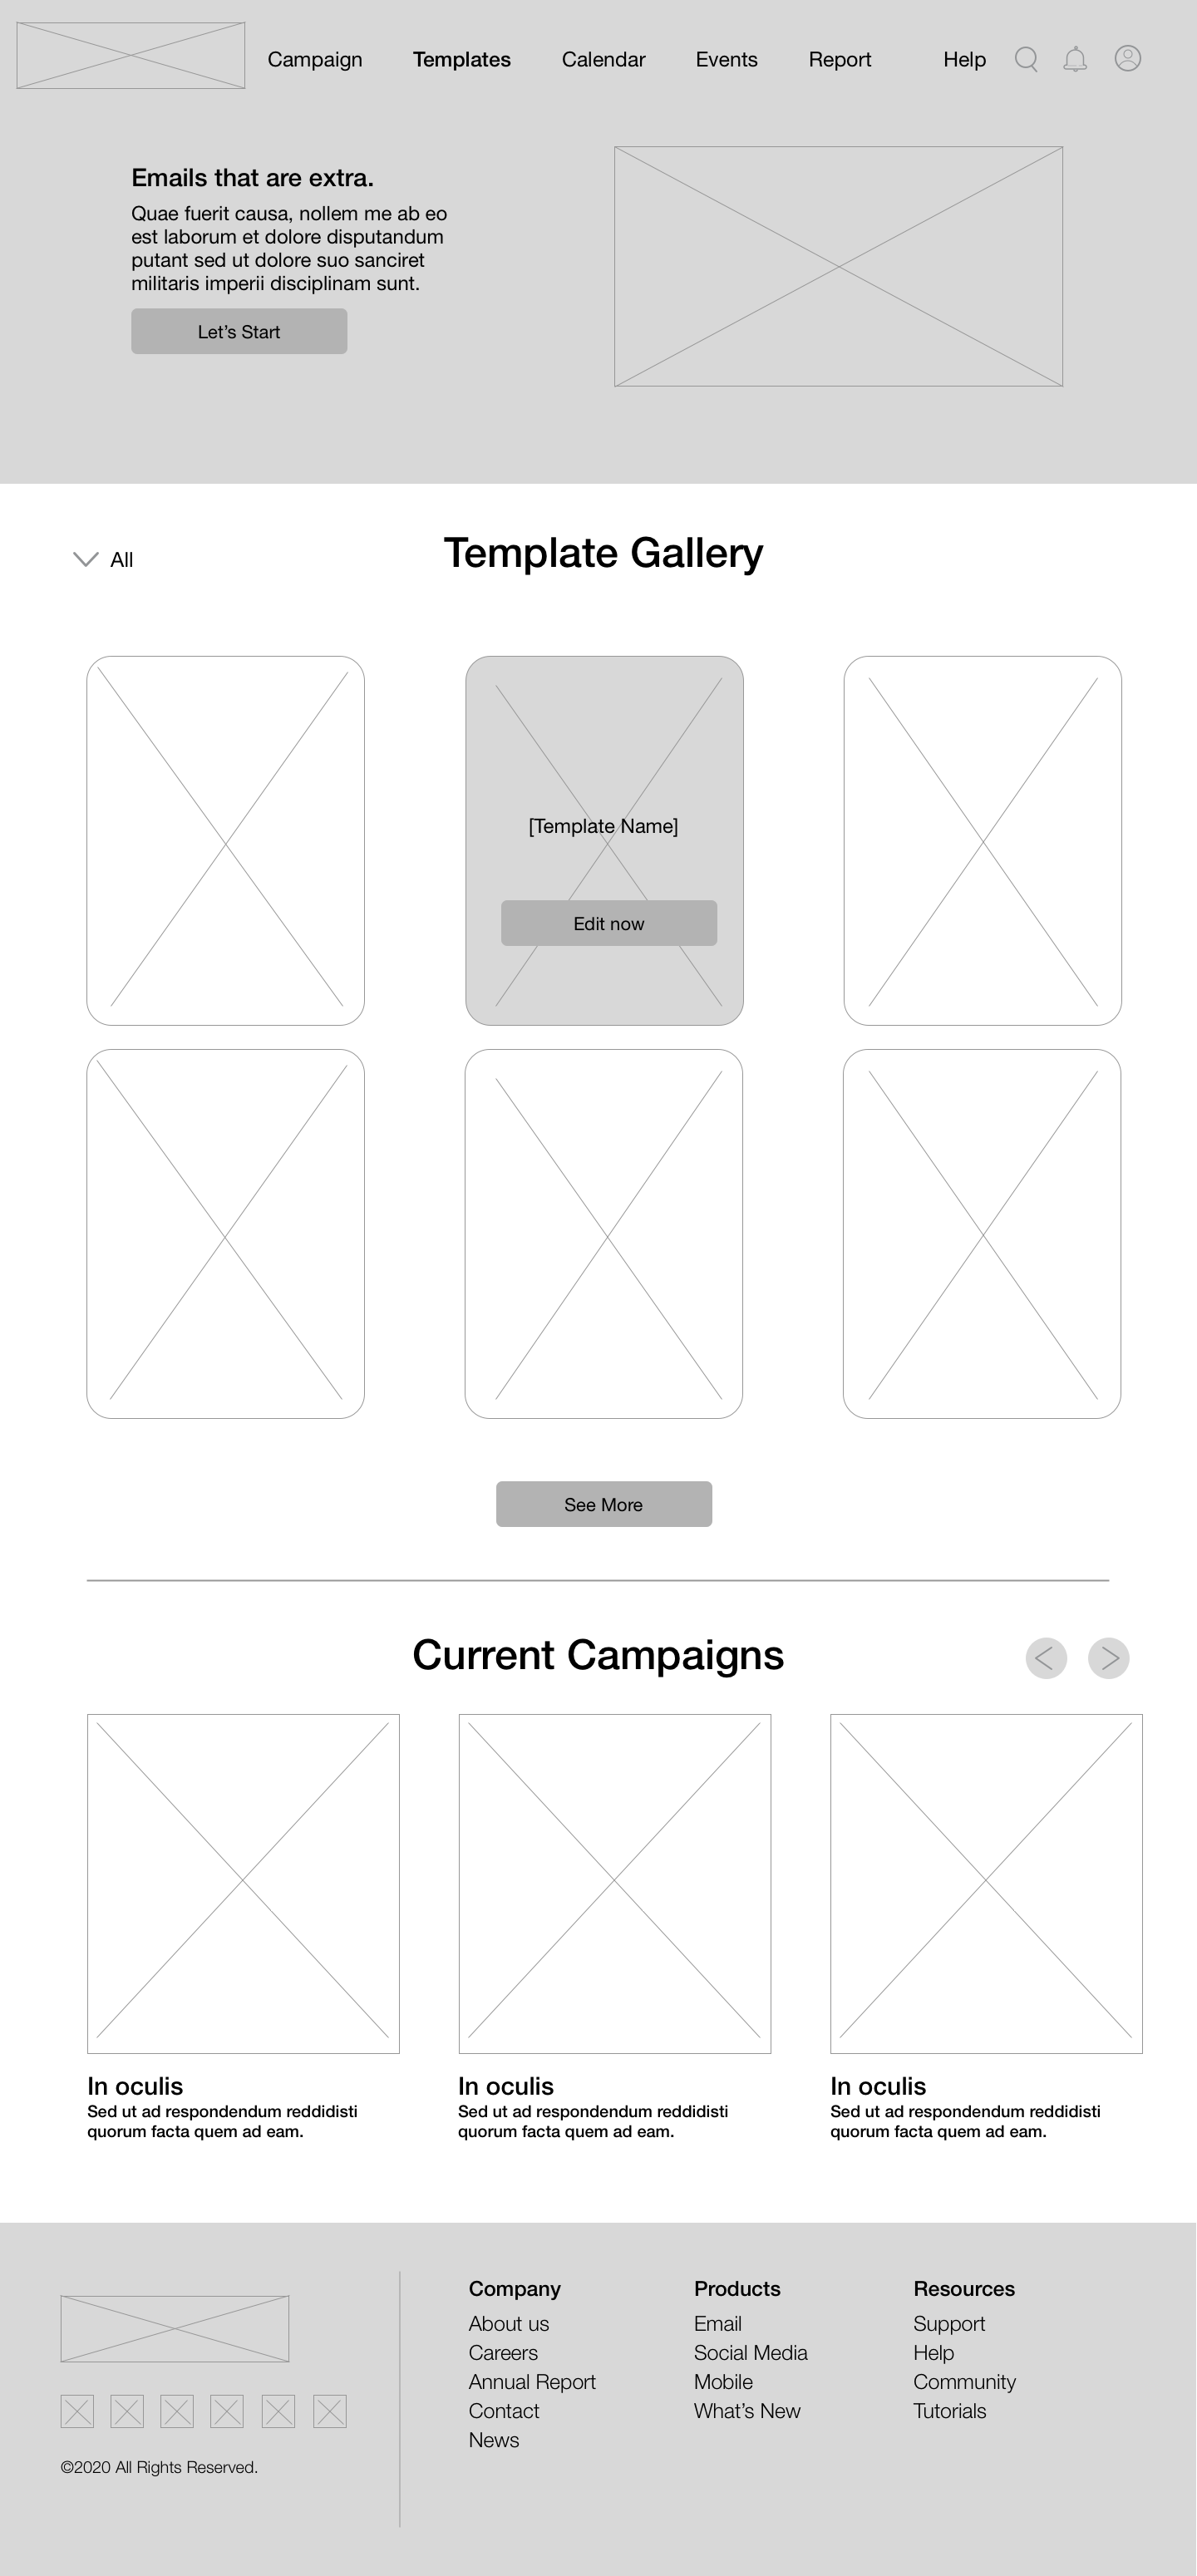 Campaign Templates Calendar Events Report Help
Emails that are extra.
Quae fuerit causa, nollem me ab eo
est laborum et dolore disputandum
putant sed ut dolore suo sanciret
militaris imperii disciplinam sunt.
Let’s Start
All
Template Gallery
[Template Name]
Edit now
See More
Current Campaigns
In oculis
Sed ut ad respondendum reddidisti
quorum facta quem ad eam.
In oculis
Sed ut ad respondendum reddidisti
quorum facta quem ad eam.
In oculis
Sed ut ad respondendum reddidisti
quorum facta quem ad eam.
©2020 All Rights Reserved.
Company
About us
Careers
Annual Report
Contact
News
Products
Email
Social Media
Mobile
What’s New
Resources
Support
Help
Community
Tutorials